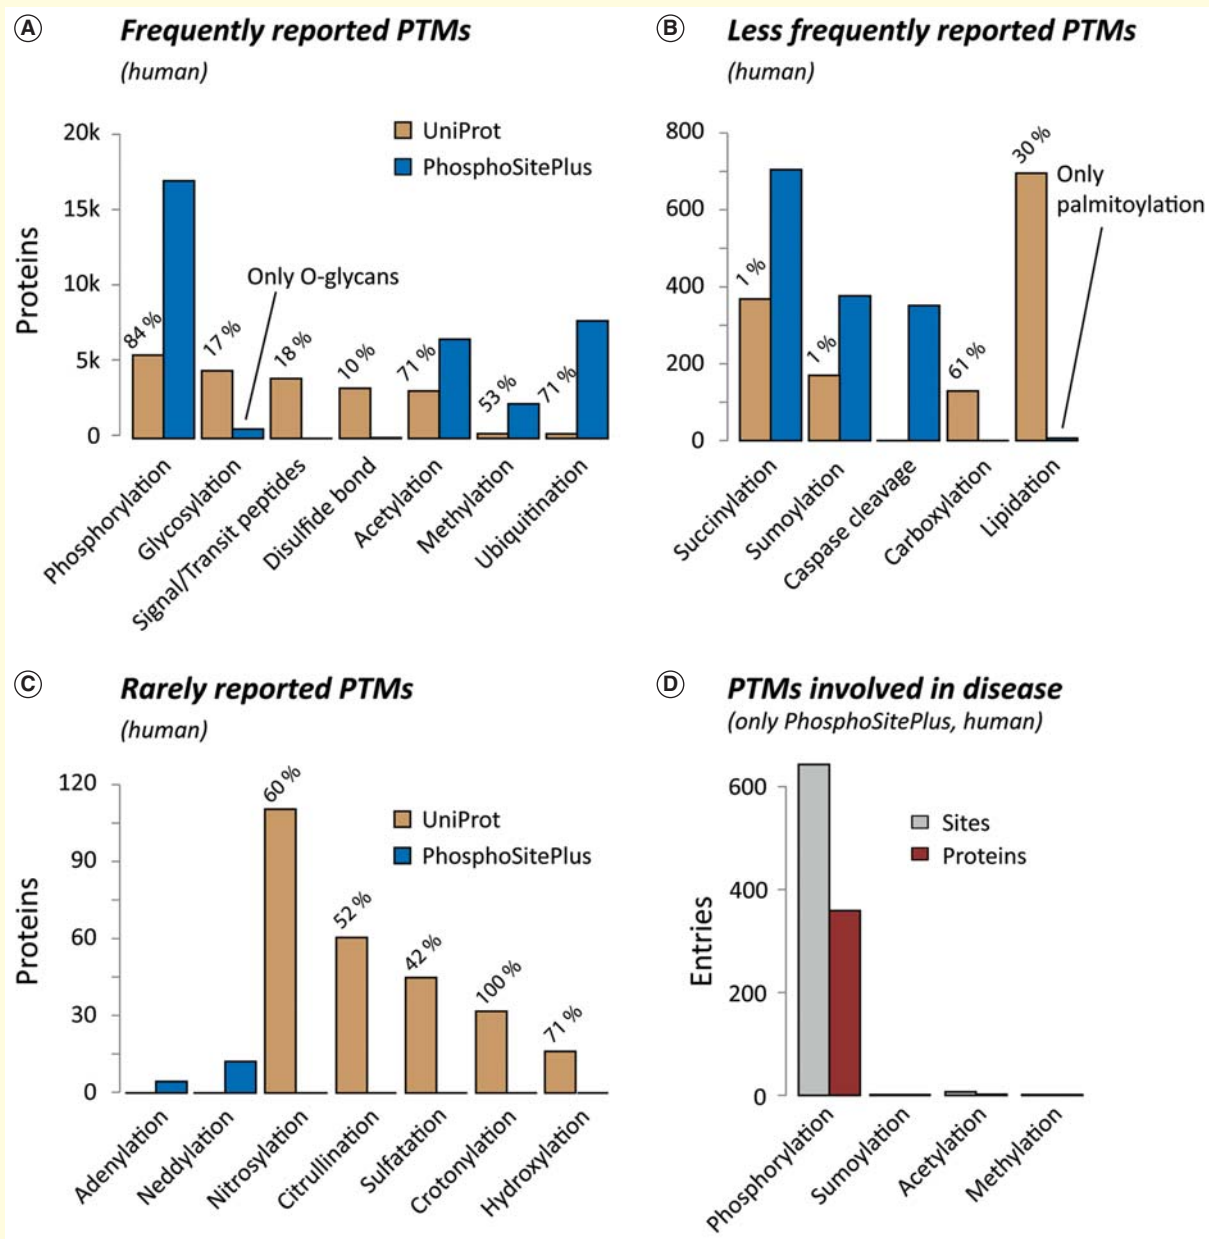 A
Frequently reported PTMs
(human)
20k
15k
10k
5k
0
Proteins
UniProt
PhosphoSitePlus
Only O-glycans
84 %
17 %
18 %
10 %
71 %
53 %
71 %
Phosphorylation
Glycosylation
Signal/Transit peptides
Disulfide bond
Acetylation
Methylation
Ubiquitination
B
Less frequently reported PTMs
(human)
800
600
400
200
0
1 %
1 %
61 %
30 %
Only
palmitoylation
Succinylation
Sumoylation
Caspase cleavage
Carboxylation
Lipidation
C
Rarely reported PTMs
(human)
120
90
60
30
0
Proteins
UniProt
PhosphoSitePlus
60 %
52 %
42 %
100 %
71 %
Adenylation
Neddylation
Nitrosylation
Citrullination
Sulfatation
Crotonylation
Hydroxylation
D
PTMs involved in disease
(only PhosphoSitePlus, human)
600
400
200
0
Entries
Sites
Proteins
Phosphorylation
Sumoylation
Acetylation
Methylation